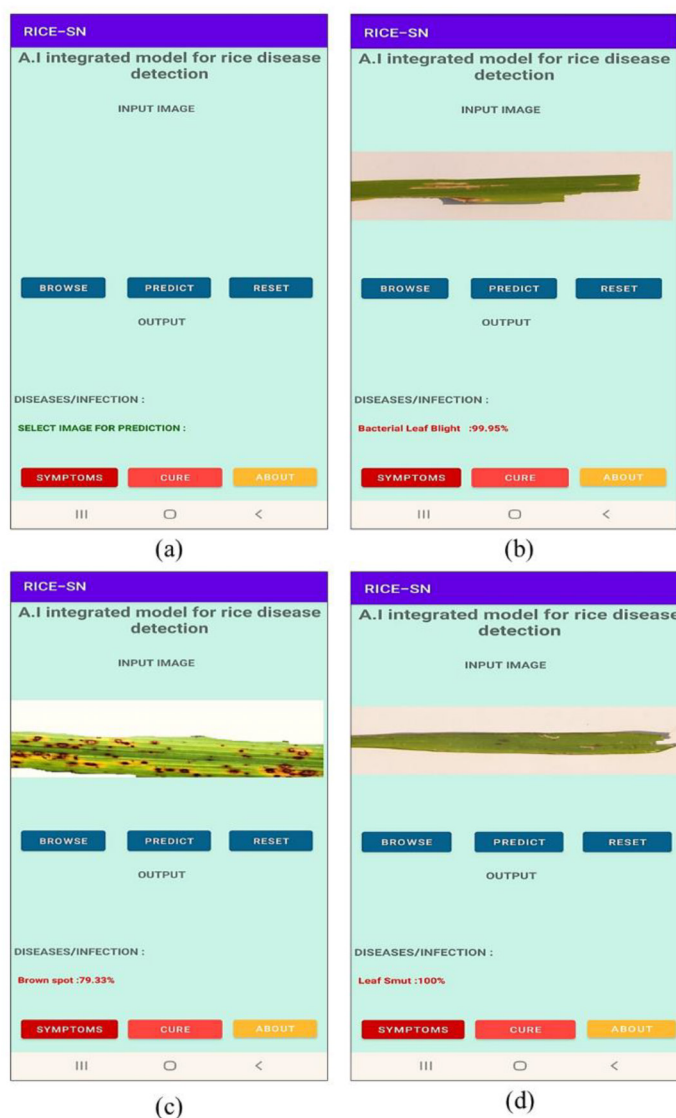 RICE-SN
A.I integrated model for rice disease
detection
INPUT IMAGE
BROWSE PREDICT RESET
OUTPUT
DISEASES/INFECTION :
SELECT IMAGE FOR PREDICTION :
SYMPTOMS CURE ABOUT
(a)
RICE-SN
A.I integrated model for rice disease
detection
INPUT IMAGE
BROWSE PREDICT RESET
OUTPUT
DISEASES/INFECTION :
Bacterial Leaf Blight :99.95%
SYMPTOMS CURE ABOUT
(b)
RICE-SN
A.I integrated model for rice disease
detection
INPUT IMAGE
BROWSE PREDICT RESET
OUTPUT
DISEASES/INFECTION :
Brown spot :79.33%
SYMPTOMS CURE ABOUT
(c)
RICE-SN
A.I integrated model for rice disease
detection
INPUT IMAGE
BROWSE PREDICT RESET
OUTPUT
DISEASES/INFECTION :
Leaf Smut :100%
SYMPTOMS CURE ABOUT
(d)